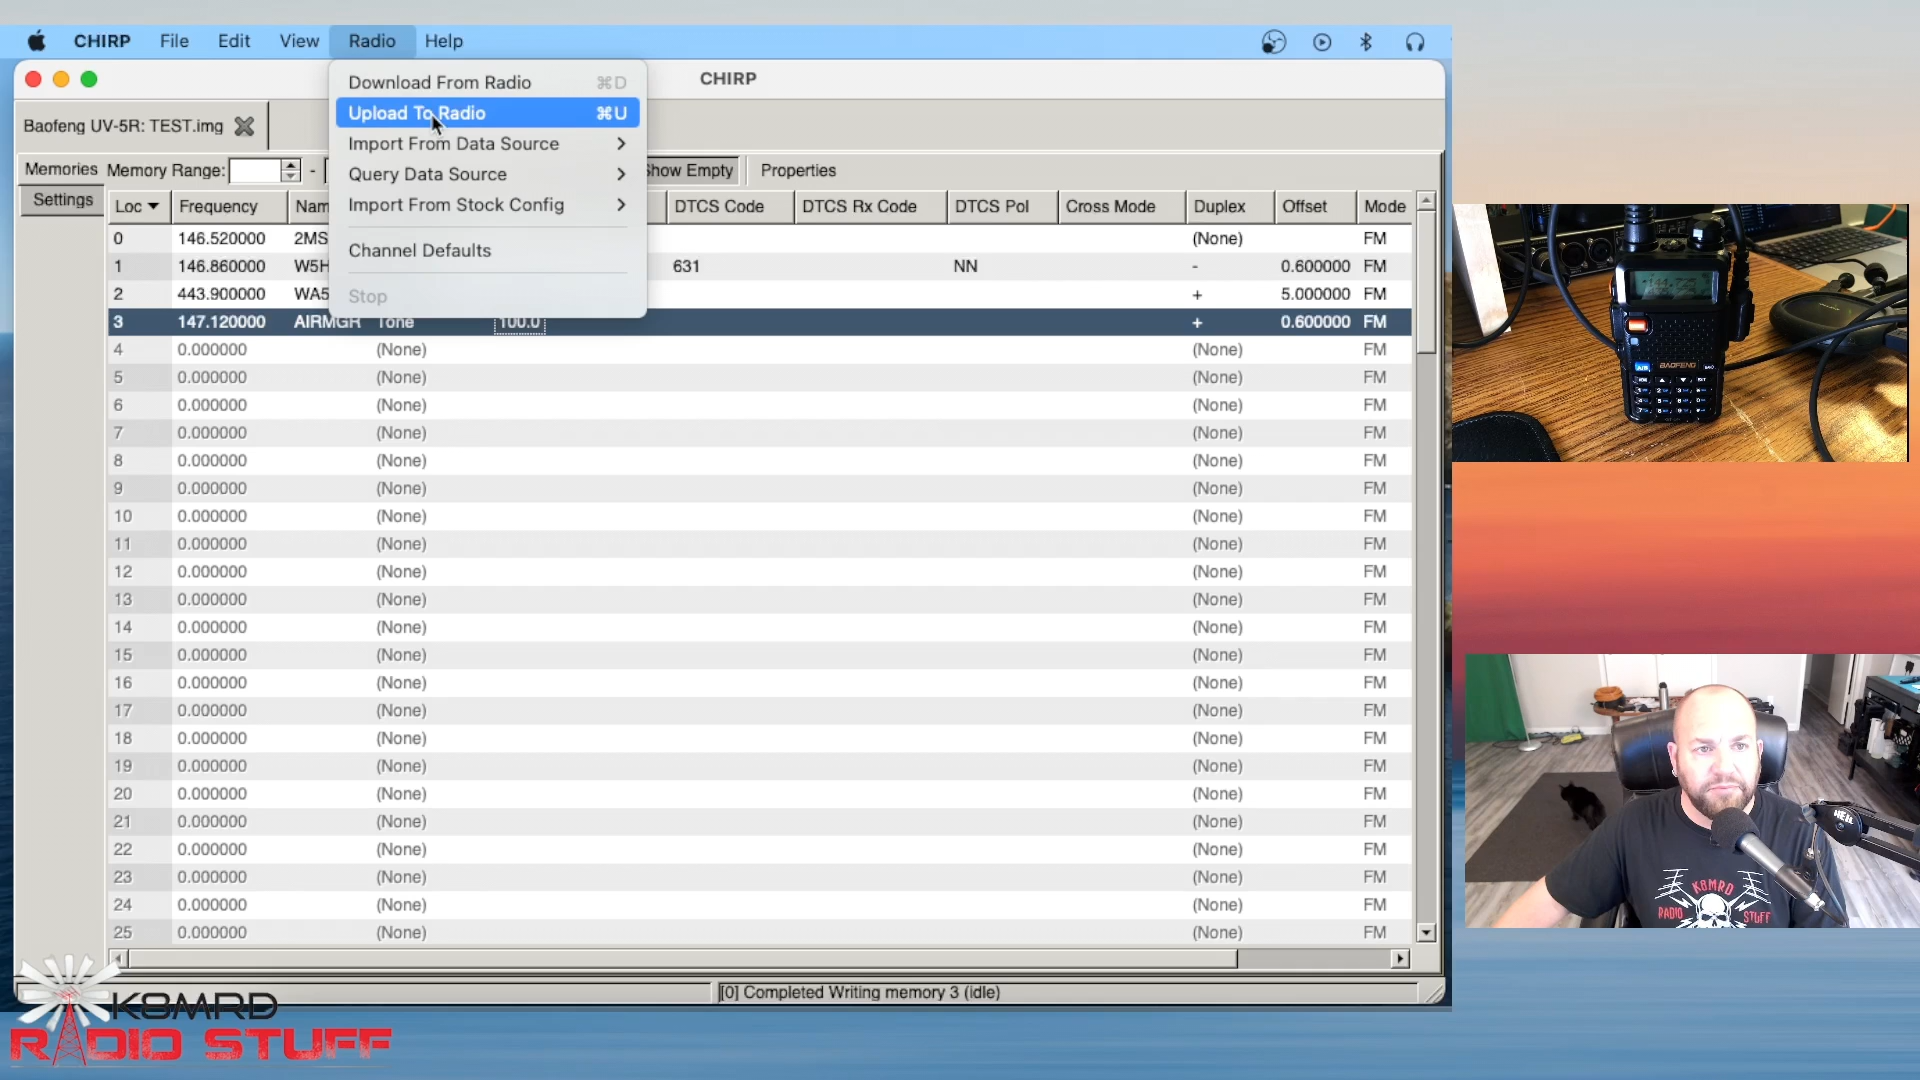 CHIRP File Edit View Radio Help
CHIRP
Download From Radio ⌘D
Upload To Radio ⌘U
Import From Data Source
Query Data Source
Import From Stock Config
Channel Defaults
Stop
Baofeng UV-5R: TEST.img
Memories Memory Range: - Show Empty Properties
Settings
Loc Frequency Nam DTCS Code DTCS Rx Code DTCS Pol Cross Mode Duplex Offset Mode
0 146.520000 2MS (None) FM
1 146.860000 W5H 631 NN - 0.600000 FM
2 443.900000 WA5 + 5.000000 FM
3 147.120000 AIRMGR Tone 100.0 + 0.600000 FM
4 0.000000 (None) (None) FM
5 0.000000 (None) (None) FM
6 0.000000 (None) (None) FM
7 0.000000 (None) (None) FM
8 0.000000 (None) (None) FM
9 0.000000 (None) (None) FM
10 0.000000 (None) (None) FM
11 0.000000 (None) (None) FM
12 0.000000 (None) (None) FM
13 0.000000 (None) (None) FM
14 0.000000 (None) (None) FM
15 0.000000 (None) (None) FM
16 0.000000 (None) (None) FM
17 0.000000 (None) (None) FM
18 0.000000 (None) (None) FM
19 0.000000 (None) (None) FM
20 0.000000 (None) (None) FM
21 0.000000 (None) (None) FM
22 0.000000 (None) (None) FM
23 0.000000 (None) (None) FM
24 0.000000 (None) (None) FM
25 0.000000 (None) (None) FM
[0] Completed Writing memory 3 (idle)
K8MRD
RADIO STUFF
BAOFENG
HEIL
K8MRD
RADIO STUFF